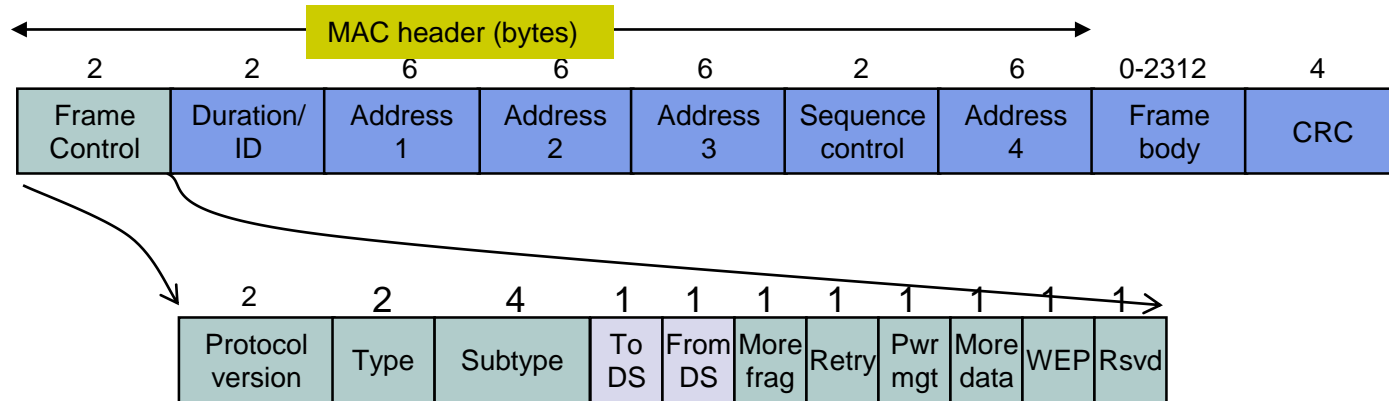 MAC header (bytes)
2 2 6 6 6 2 6 0-2312 4
Frame Duration/ Address Address Address Sequence Address Frame CRC
Control ID 1 2 3 control 4 body
2 2 4 1 1 1 1 1 1 1 1
Protocol Type Subtype To From More Retry Pwr More WEP Rsvd
version DS DS frag mgt data